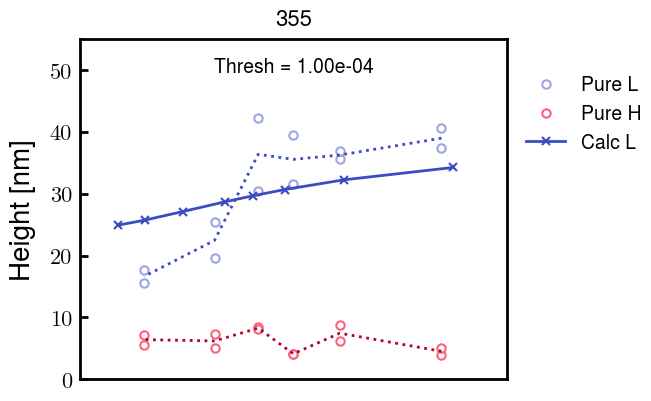 355
Thresh = 1.00e-04
Height [nm]
50
40
30
20
10
0
Pure L
Pure H
Calc L